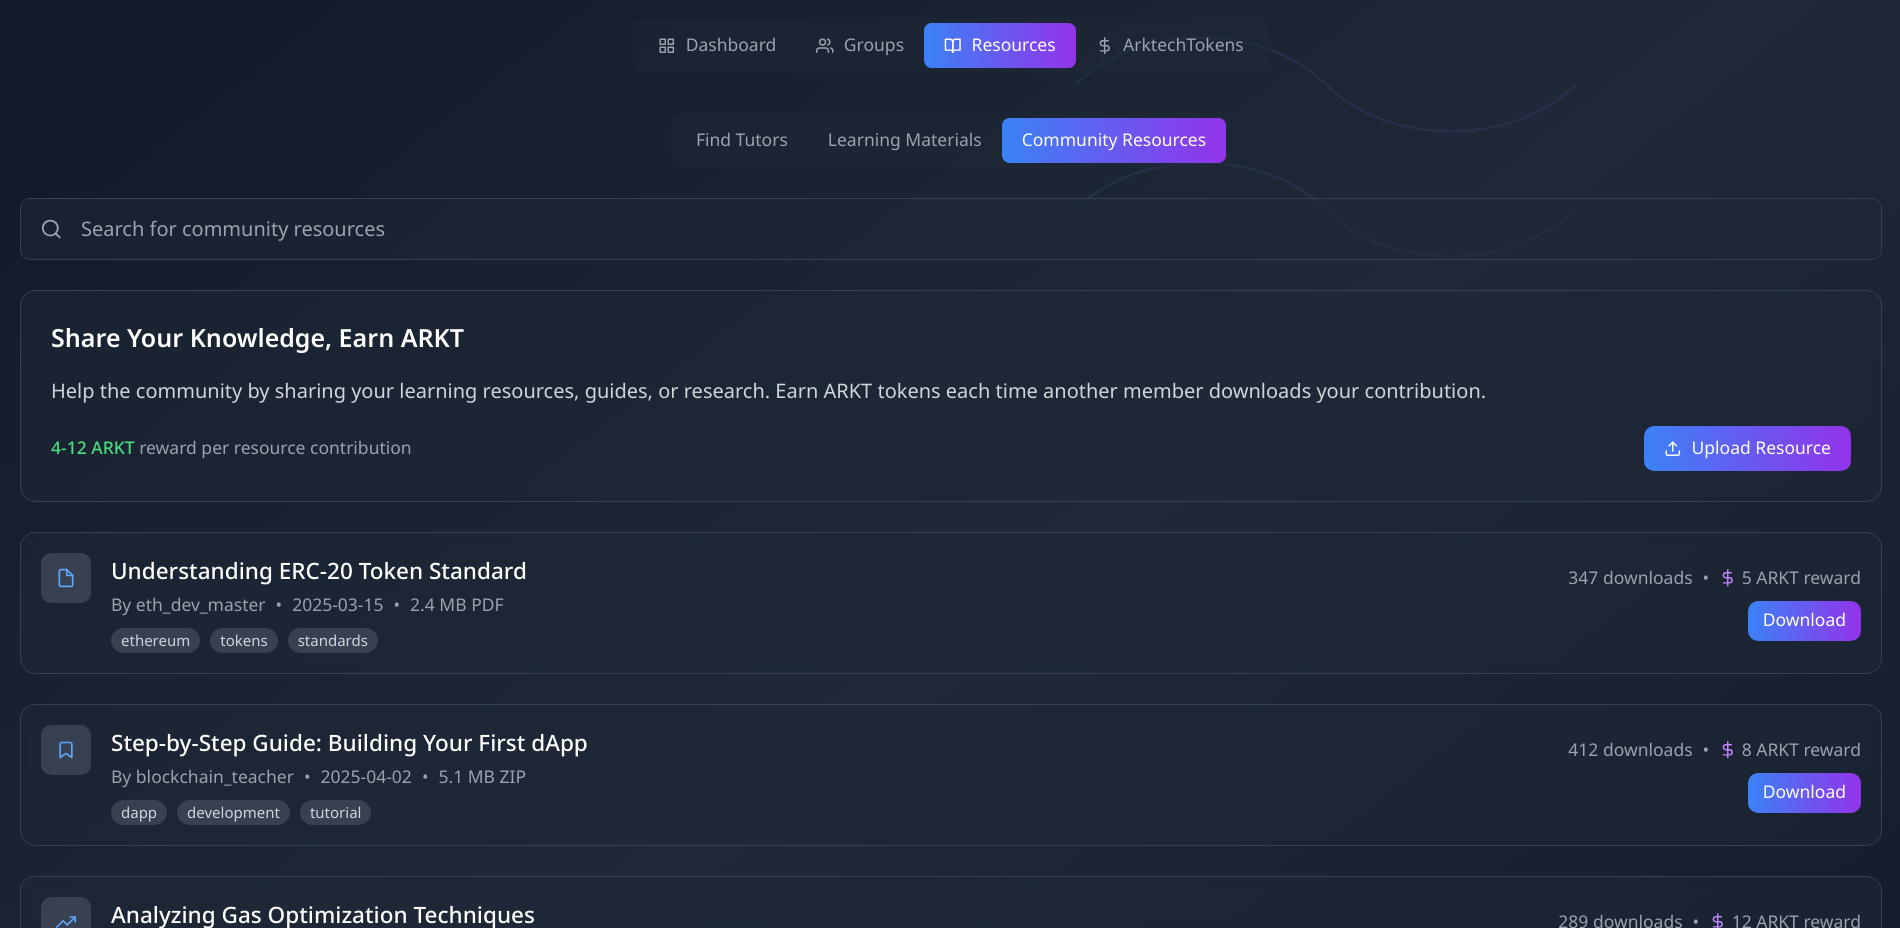 Dashboard Groups Resources ArktechTokens
Find Tutors Learning Materials Community Resources
Search for community resources
Share Your Knowledge, Earn ARKT
Help the community by sharing your learning resources, guides, or research. Earn ARKT tokens each time another member downloads your contribution.
4-12 ARKT reward per resource contribution
Upload Resource
Understanding ERC-20 Token Standard
347 downloads • $ 5 ARKT reward
By eth_dev_master • 2025-03-15 • 2.4 MB PDF
Download
ethereum tokens standards
Step-by-Step Guide: Building Your First dApp
412 downloads • $ 8 ARKT reward
By blockchain_teacher • 2025-04-02 • 5.1 MB ZIP
Download
dapp development tutorial
Analyzing Gas Optimization Techniques
289 downloads • $ 12 ARKT reward